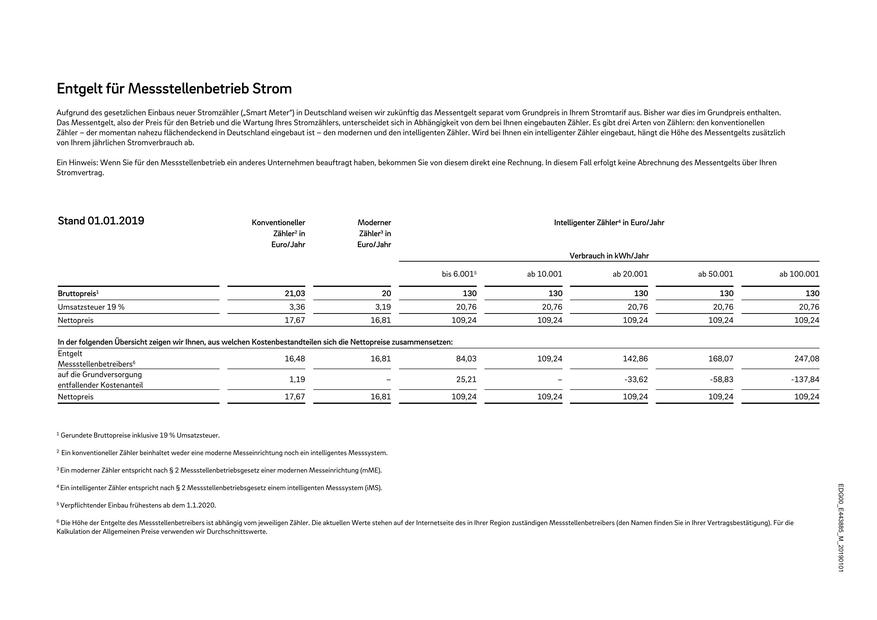 Entgelt für Messstellenbetrieb Strom
Aufgrund des gesetzlichen Einbaus neuer Stromzähler („Smart Meter“) in Deutschland weisen wir zukünftig das Messentgelt separat vom Grundpreis in Ihrem Stromtarif aus. Bisher war dies im Grundpreis enthalten.
Das Messentgelt, also der Preis für den Betrieb und die Wartung Ihres Stromzählers, unterscheidet sich in Abhängigkeit von dem bei Ihnen eingebauten Zähler. Es gibt drei Arten von Zählern: den konventionellen
Zähler – der momentan nahezu flächendeckend in Deutschland eingebaut ist – den modernen und den intelligenten Zähler. Wird bei Ihnen ein intelligenter Zähler eingebaut, hängt die Höhe des Messentgelts zusätzlich
von Ihrem jährlichen Stromverbrauch ab.
Ein Hinweis: Wenn Sie für den Messstellenbetrieb ein anderes Unternehmen beauftragt haben, bekommen Sie von diesem direkt eine Rechnung. In diesem Fall erfolgt keine Abrechnung des Messentgelts über Ihren
Stromvertrag.
Stand 01.01.2019 Konventioneller Moderner Intelligenter Zähler⁴ in Euro/Jahr
Zähler² in Zähler³ in
Euro/Jahr Euro/Jahr
Verbrauch in kWh/Jahr
bis 6.001⁵ ab 10.001 ab 20.001 ab 50.001 ab 100.001
Bruttopreis¹ 21,03 20 130 130 130 130 130
Umsatzsteuer 19 % 3,36 3,19 20,76 20,76 20,76 20,76 20,76
Nettopreis 17,67 16,81 109,24 109,24 109,24 109,24 109,24
In der folgenden Übersicht zeigen wir Ihnen, aus welchen Kostenbestandteilen sich die Nettopreise zusammensetzen:
Entgelt
Messstellenbetreibers⁶ 16,48 16,81 84,03 109,24 142,86 168,07 247,08
auf die Grundversorgung
entfallender Kostenanteil 1,19 – 25,21 – -33,62 -58,83 -137,84
Nettopreis 17,67 16,81 109,24 109,24 109,24 109,24 109,24
¹ Gerundete Bruttopreise inklusive 19 % Umsatzsteuer.
² Ein konventioneller Zähler beinhaltet weder eine moderne Messeinrichtung noch ein intelligentes Messsystem.
³ Ein moderner Zähler entspricht nach § 2 Messstellenbetriebsgesetz einer modernen Messeinrichtung (mME).
⁴ Ein intelligenter Zähler entspricht nach § 2 Messstellenbetriebsgesetz einem intelligenten Messsystem (iMS).
⁵ Verpflichtender Einbau frühestens ab dem 1.1.2020.
⁶ Die Höhe der Entgelte des Messstellenbetreibers ist abhängig vom jeweiligen Zähler. Die aktuellen Werte stehen auf der Internetseite des in Ihrer Region zuständigen Messstellenbetreibers (den Namen finden Sie in Ihrer Vertragsbestätigung). Für die
Kalkulation der Allgemeinen Preise verwenden wir Durchschnittswerte.
EDG00_E443885_M_20190101